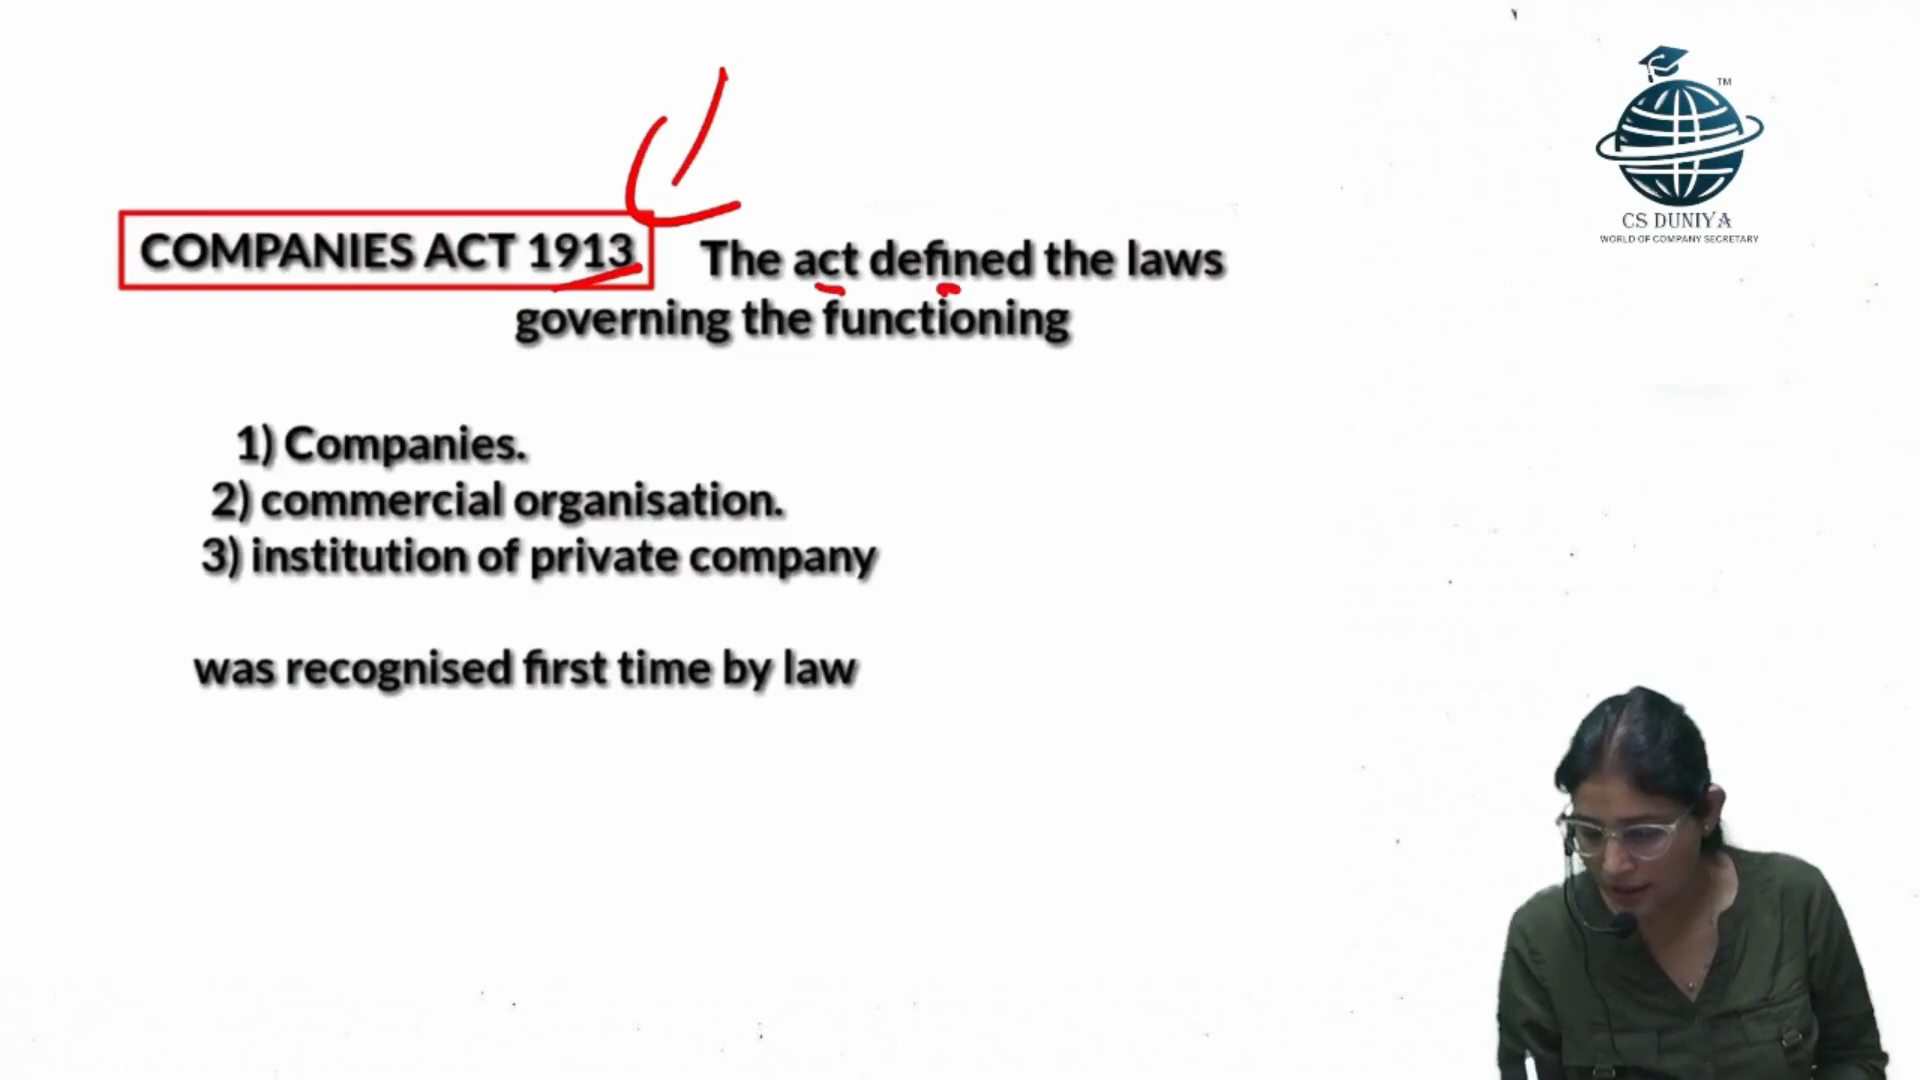 TM
CS DUNIYA
WORLD OF COMPANY SECRETARY
COMPANIES ACT 1913 The act defined the laws
governing the functioning
1) Companies.
2) commercial organisation.
3) institution of private company
was recognised first time by law